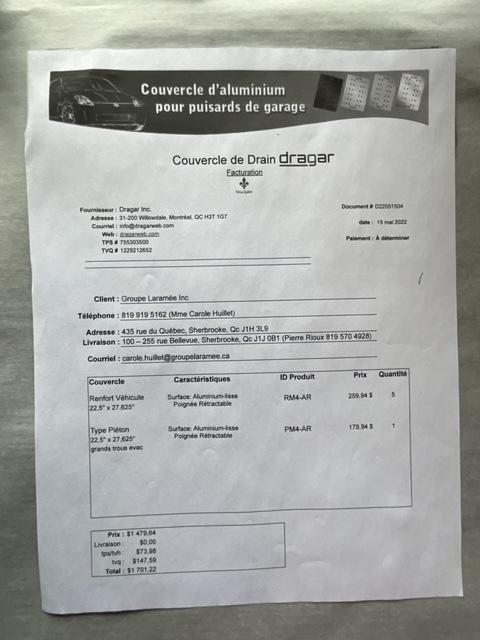 Couvercle d'aluminium
pour puisards de garage
Couvercle de Drain dragar
Facturation
Fournisseur : Dragar Inc.
Adresse : 31-200 Willowdale, Montréal, QC H3T 1G7
Courriel : info@dragarweb.com
Web : dragarweb.com
TPS # 755303500
TVQ # 1229212652
Document # D22051504
date : 15 mai 2022
Paiement : À déterminer
Client : Groupe Laramée Inc
Téléphone : 819 919 5162 (Mme Carole Huillet)
Adresse : 435 rue du Québec, Sherbrooke, Qc J1H 3L9
Livraison : 100 – 255 rue Bellevue, Sherbrooke, Qc J1J 0B1 (Pierre Rioux 819 570 4928)
Courriel : carole.huillet@groupelaramee.ca
Couvercle Caractéristiques ID Produit Prix Quantité
Renfort Véhicule Surface: Aluminium-lisse RM4-AR 259,94 $ 5
22,5" x 27,625" Poignée Rétractable
Type Piéton Surface: Aluminium-lisse PM4-AR 179,94 $ 1
22,5" x 27,625" Poignée Rétractable
grands trous evac
Prix : $1 479,64
Livraison : $0,00
tps/tvh : $73,98
tvq : $147,59
Total : $1 701,22